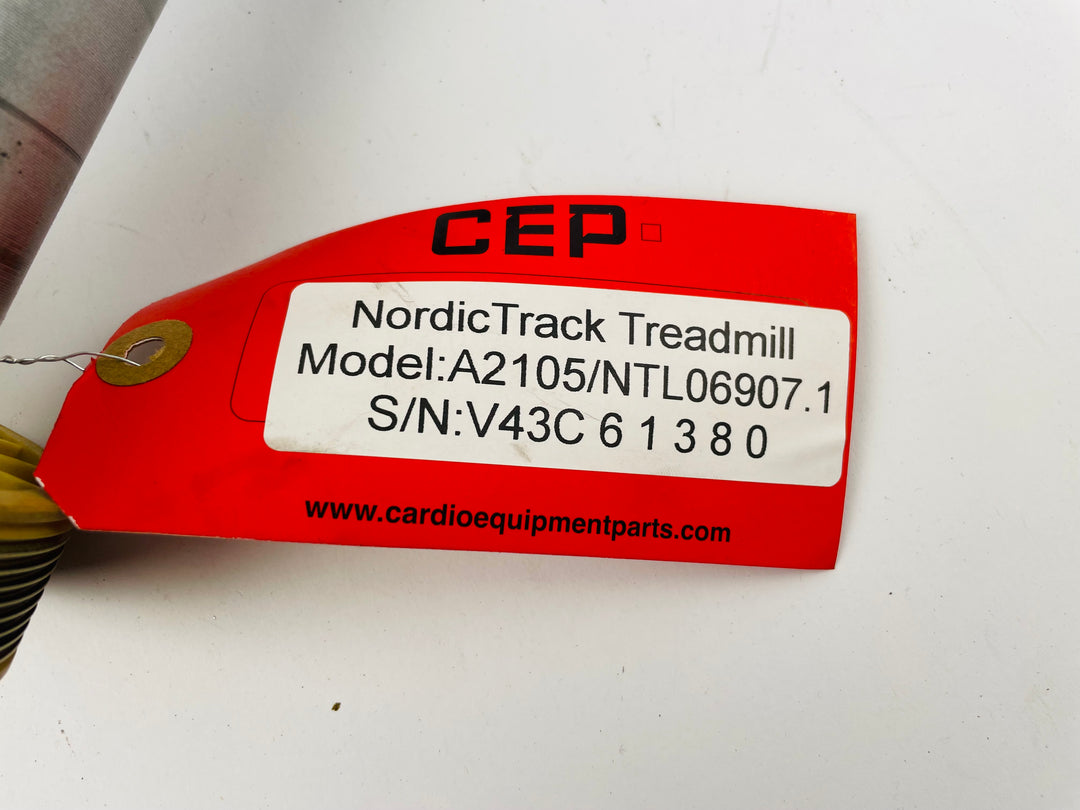 CEP
NordicTrack Treadmill
Model:A2105/NTL06907.1
S/N:V43C 6 1 3 8 0
www.cardioequipmentparts.com